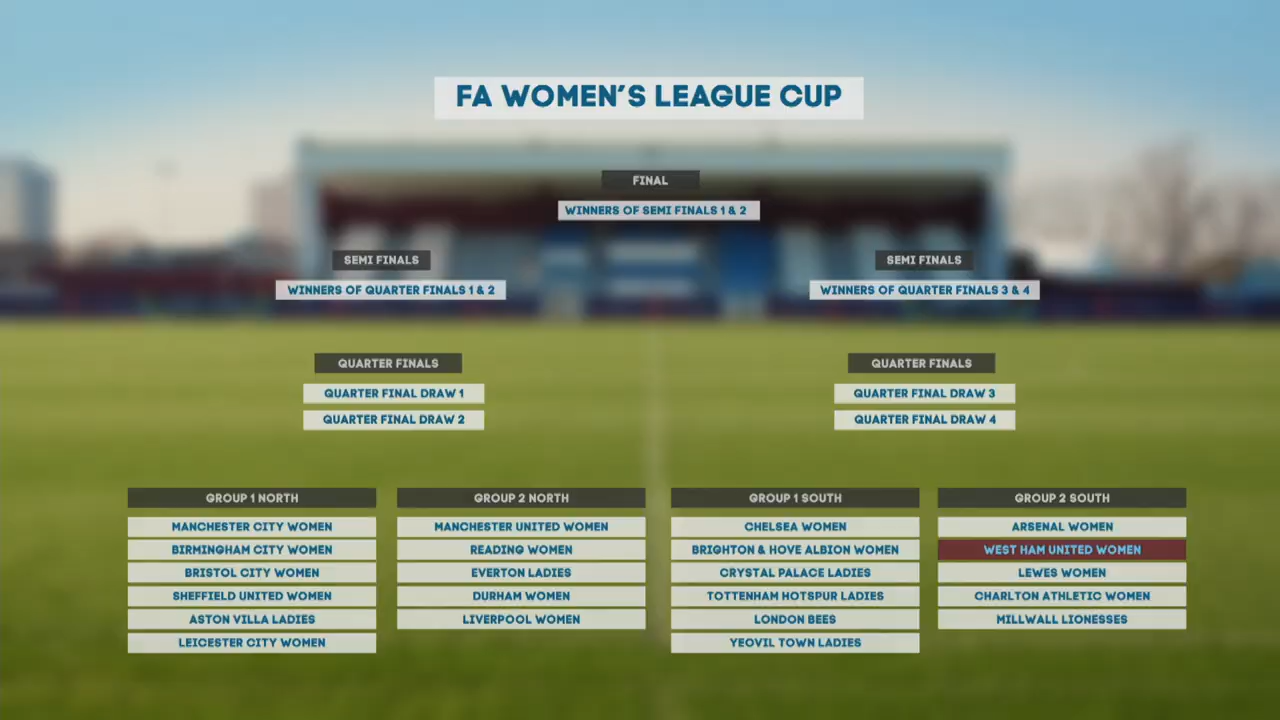 FA WOMEN'S LEAGUE CUP
FINAL
WINNERS OF SEMI FINALS 1 & 2
SEMI FINALS
WINNERS OF QUARTER FINALS 1 & 2
SEMI FINALS
WINNERS OF QUARTER FINALS 3 & 4
QUARTER FINALS
QUARTER FINAL DRAW 1
QUARTER FINAL DRAW 2
QUARTER FINALS
QUARTER FINAL DRAW 3
QUARTER FINAL DRAW 4
GROUP 1 NORTH
MANCHESTER CITY WOMEN
BIRMINGHAM CITY WOMEN
BRISTOL CITY WOMEN
SHEFFIELD UNITED WOMEN
ASTON VILLA LADIES
LEICESTER CITY WOMEN
GROUP 2 NORTH
MANCHESTER UNITED WOMEN
READING WOMEN
EVERTON LADIES
DURHAM WOMEN
LIVERPOOL WOMEN
GROUP 1 SOUTH
CHELSEA WOMEN
BRIGHTON & HOVE ALBION WOMEN
CRYSTAL PALACE LADIES
TOTTENHAM HOTSPUR LADIES
LONDON BEES
YEOVIL TOWN LADIES
GROUP 2 SOUTH
ARSENAL WOMEN
WEST HAM UNITED WOMEN
LEWES WOMEN
CHARLTON ATHLETIC WOMEN
MILLWALL LIONESSES